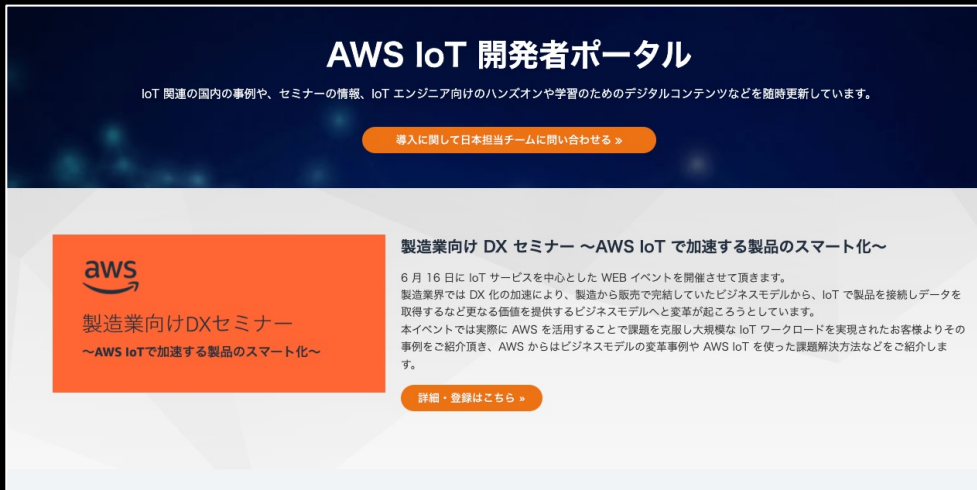 AWS IoT 開発者ポータル
IoT 関連の国内の事例や、セミナーの情報、IoT エンジニア向けのハンズオンや学習のためのデジタルコンテンツなどを随時更新しています。
導入に関して日本担当チームに問い合わせる »
aws
製造業向けDXセミナー
～AWS IoTで加速する製品のスマート化～
製造業向け DX セミナー ～AWS IoT で加速する製品のスマート化～
6 月 16 日に IoT サービスを中心とした WEB イベントを開催させて頂きます。
製造業界では DX 化の加速により、製造から販売で完結していたビジネスモデルから、IoT で製品を接続しデータを
取得するなど更なる価値を提供するビジネスモデルへと変革が起ころうとしています。
本イベントでは実際に AWS を活用することで課題を克服し大規模な IoT ワークロードを実現されたお客様よりその
事例をご紹介頂き、AWS からはビジネスモデルの変革事例や AWS IoT を使った課題解決方法などをご紹介しま
す。
詳細・登録はこちら »